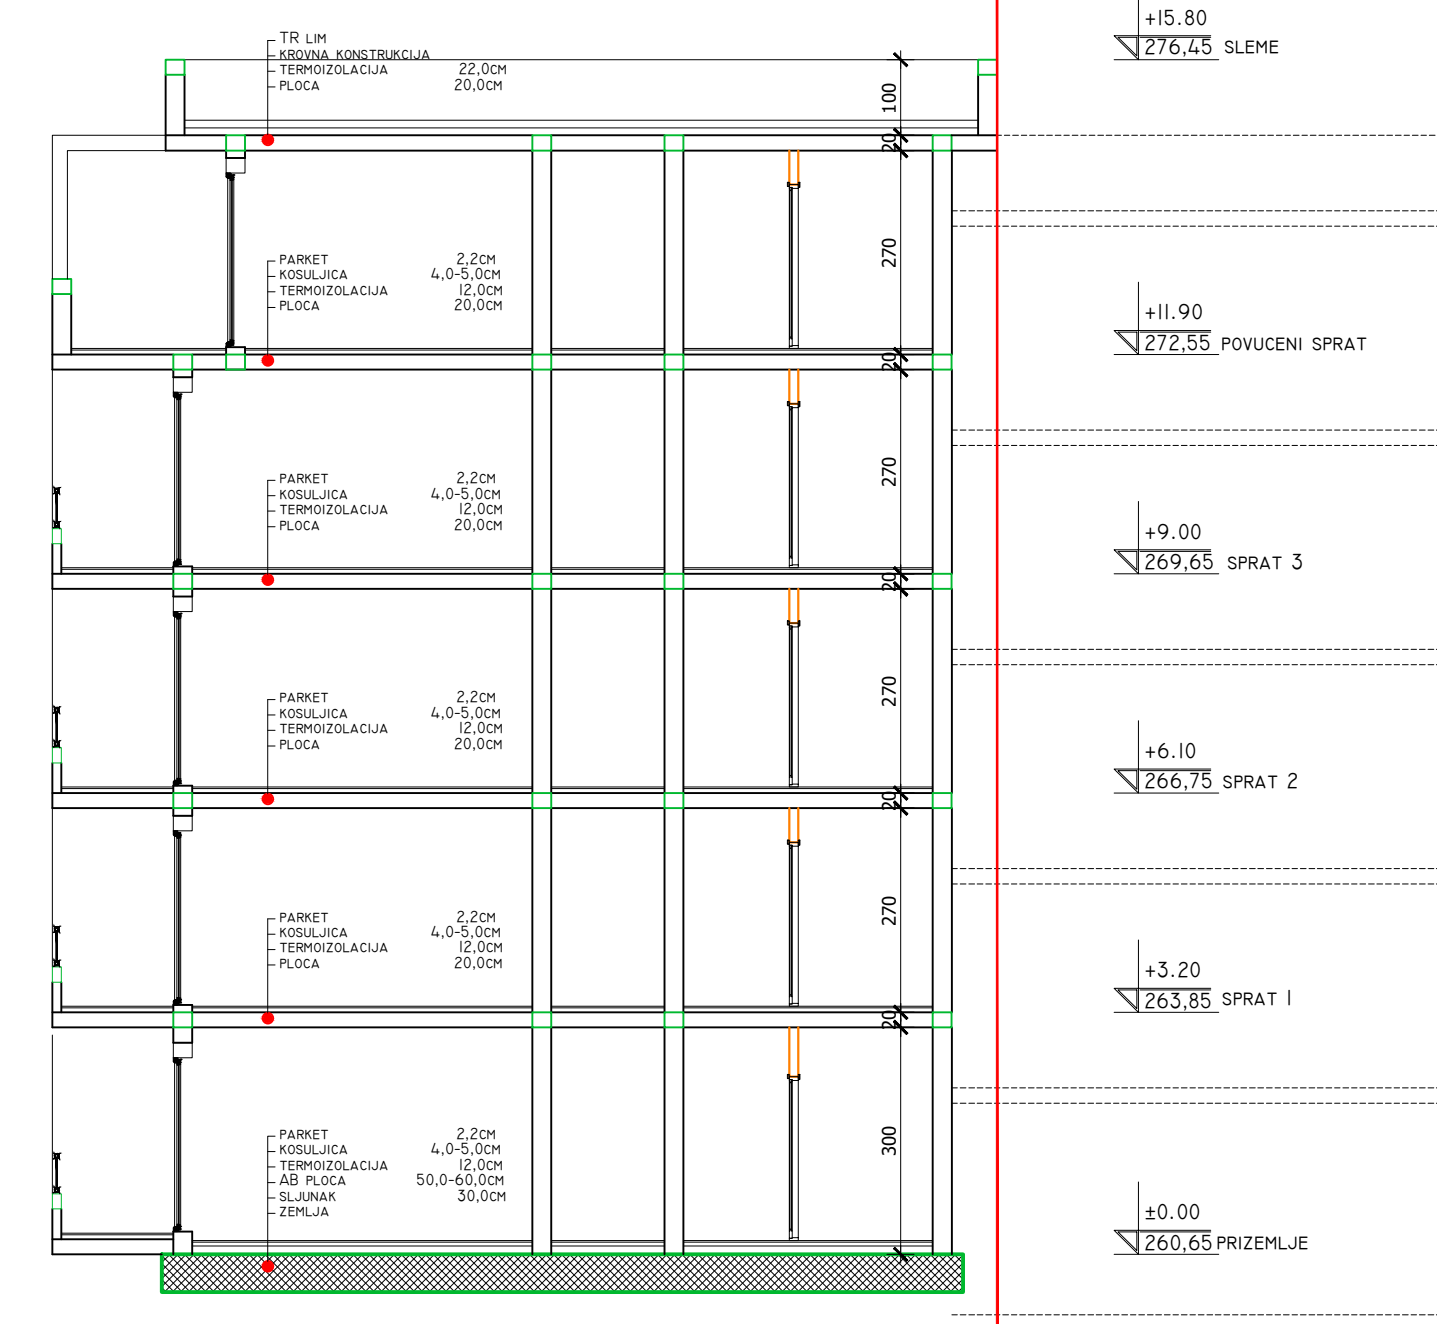 +15.80
276,45 SLEME
TR LIM
KROVNA KONSTRUKCIJA
TERMOIZOLACIJA 22,0CM
PLOCA 20,0CM
100
20
270
PARKET 2,2CM
KOSULJICA 4,0-5,0CM
TERMOIZOLACIJA 12,0CM
PLOCA 20,0CM
+11.90
272,55 POVUCENI SPRAT
20
270
PARKET 2,2CM
KOSULJICA 4,0-5,0CM
TERMOIZOLACIJA 12,0CM
PLOCA 20,0CM
+9.00
269,65 SPRAT 3
20
270
PARKET 2,2CM
KOSULJICA 4,0-5,0CM
TERMOIZOLACIJA 12,0CM
PLOCA 20,0CM
+6.10
266,75 SPRAT 2
20
270
PARKET 2,2CM
KOSULJICA 4,0-5,0CM
TERMOIZOLACIJA 12,0CM
PLOCA 20,0CM
+3.20
263,85 SPRAT 1
20
300
PARKET 2,2CM
KOSULJICA 4,0-5,0CM
TERMOIZOLACIJA 12,0CM
AB PLOCA 50,0-60,0CM
SLJUNAK 30,0CM
ZEMLJA
±0.00
260,65 PRIZEMLJE